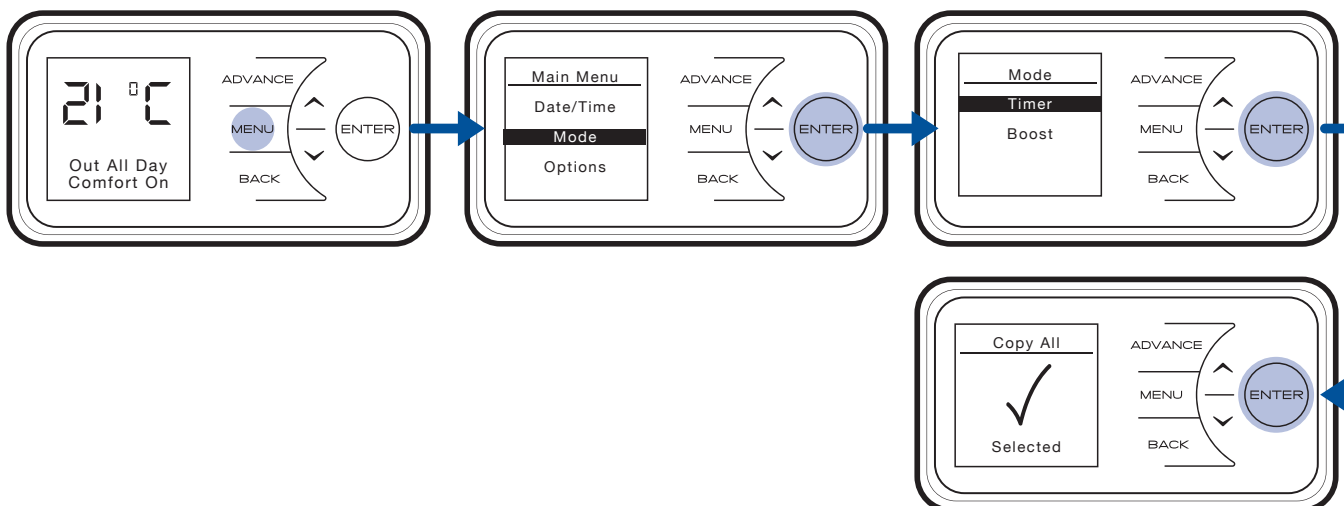 21 °C
Out All Day
Comfort On
ADVANCE
MENU
BACK
ENTER
Main Menu
Date/Time
Mode
Options
ADVANCE
MENU
BACK
ENTER
Mode
Timer
Boost
ADVANCE
MENU
BACK
ENTER
Copy All
Selected
ADVANCE
MENU
BACK
ENTER